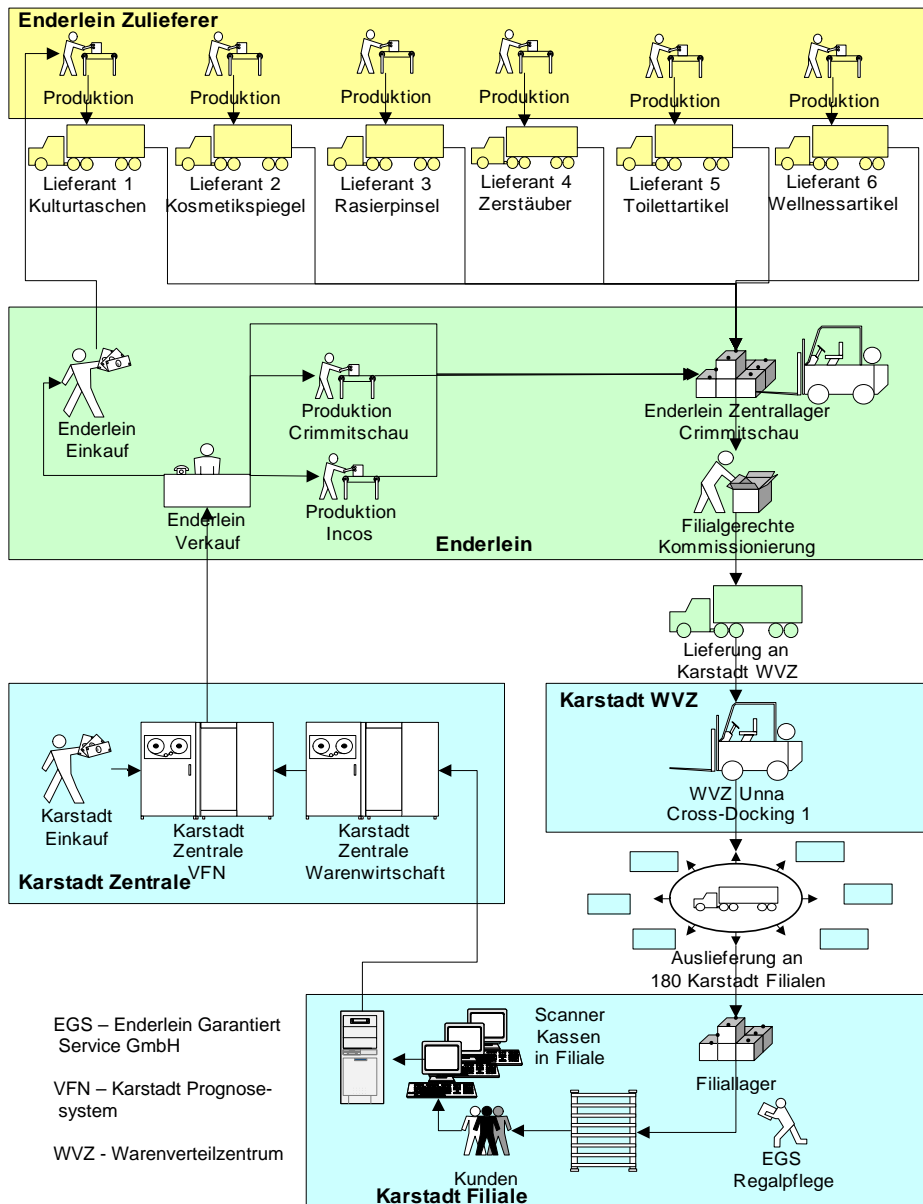 Enderlein Zulieferer
Produktion
Produktion
Produktion
Produktion
Produktion
Produktion
Lieferant 1
Kulturtaschen
Lieferant 2
Kosmetikspiegel
Lieferant 3
Rasierpinsel
Lieferant 4
Zerstäuber
Lieferant 5
Toilettartikel
Lieferant 6
Wellnessartikel
Enderlein
Einkauf
Produktion
Crimmitschau
Enderlein Zentrallager
Crimmitschau
Enderlein
Verkauf
Produktion
Incos
Filialgerechte
Kommissionierung
Enderlein
Lieferung an
Karstadt WVZ
Karstadt WVZ
WVZ Unna
Cross-Docking 1
Karstadt
Einkauf
Karstadt
Zentrale
VFN
Karstadt
Zentrale
Warenwirtschaft
Karstadt Zentrale
Auslieferung an
180 Karstadt Filialen
EGS – Enderlein Garantiert
Service GmbH
VFN – Karstadt Prognose-
system
WVZ - Warenverteilzentrum
Scanner
Kassen
in Filiale
Filiallager
Kunden
EGS
Regalpflege
Karstadt Filiale